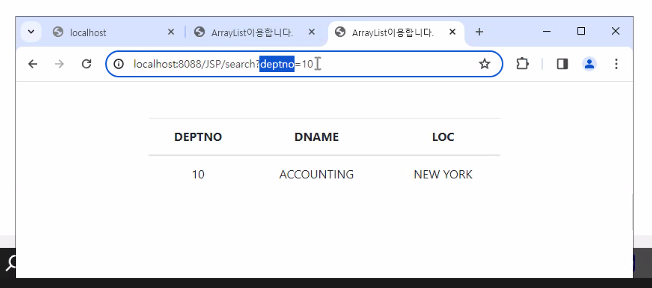 localhost
ArrayList이용합니다.
ArrayList이용합니다.
localhost:8088/JSP/search?deptno=10
DEPTNO DNAME LOC
10 ACCOUNTING NEW YORK